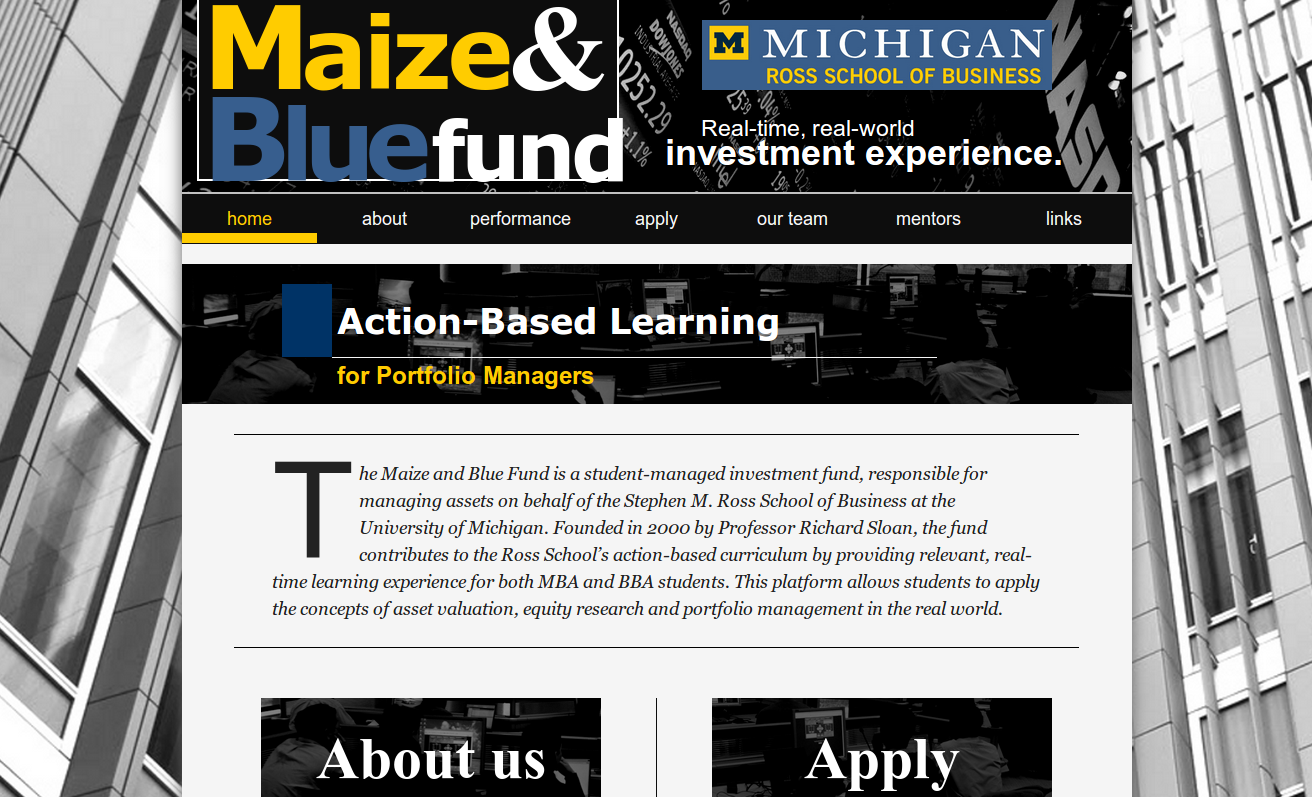 Maize&
Bluefund
M MICHIGAN
ROSS SCHOOL OF BUSINESS
Real-time, real-world
investment experience.
NASDAQ
DOWJONES
INDUSTRIAL
10252.29
home about performance apply our team mentors links
Action-Based Learning
for Portfolio Managers
The Maize and Blue Fund is a student-managed investment fund, responsible for
managing assets on behalf of the Stephen M. Ross School of Business at the
University of Michigan. Founded in 2000 by Professor Richard Sloan, the fund
contributes to the Ross School’s action-based curriculum by providing relevant, real-
time learning experience for both MBA and BBA students. This platform allows students to apply
the concepts of asset valuation, equity research and portfolio management in the real world.
About us Apply